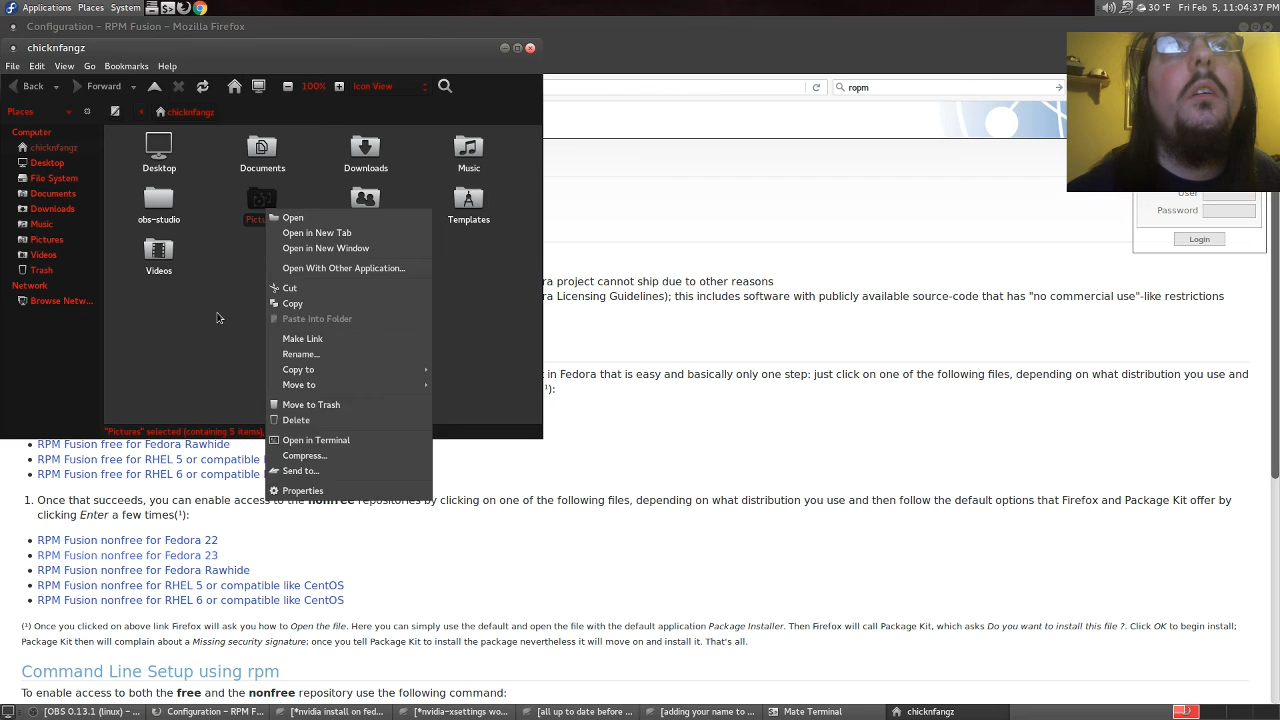 Applications Places System
30 °F Fri Feb 5, 11:04:37 PM
Configuration - RPM Fusion - Mozilla Firefox
chicknfangz
File Edit View Go Bookmarks Help
Back Forward 100% Icon View
ropm
Places
chicknfangz
Computer
chicknfangz
Desktop
File System
Documents
Downloads
Music
Pictures
Videos
Trash
Network
Browse Netw...
Desktop
Documents
Downloads
Music
obs-studio
Templates
Videos
Open
Open in New Tab
Open in New Window
Open With Other Application...
Cut
Copy
Paste Into Folder
Make Link
Rename...
Copy to
Move to
Move to Trash
Delete
Open in Terminal
Compress...
Send to...
Properties
"Pictures" selected (containing 5 items),
User
Password
Login
ra project cannot ship due to other reasons
ra Licensing Guidelines); this includes software with publicly available source-code that has "no commercial use"-like restrictions
t in Fedora that is easy and basically only one step: just click on one of the following files, depending on what distribution you use and
(¹):
RPM Fusion free for Fedora Rawhide
RPM Fusion free for RHEL 5 or compatible
RPM Fusion free for RHEL 6 or compatible
1. Once that succeeds, you can enable access to the nonfree repositories by clicking on one of the following files, depending on what distribution you use and then follow the default options that Firefox and Package Kit offer by
clicking Enter a few times(¹):
RPM Fusion nonfree for Fedora 22
RPM Fusion nonfree for Fedora 23
RPM Fusion nonfree for Fedora Rawhide
RPM Fusion nonfree for RHEL 5 or compatible like CentOS
RPM Fusion nonfree for RHEL 6 or compatible like CentOS
(¹) Once you clicked on above link Firefox will ask you how to Open the file. Here you can simply use the default and open the file with the default application Package Installer. Then Firefox will call Package Kit, which asks Do you want to install this file ?. Click OK to begin install;
Package Kit then will complain about a Missing security signature; once you tell Package Kit to install the package nevertheless it will move on and install it. That's all.
Command Line Setup using rpm
To enable access to both the free and the nonfree repository use the following command:
[OBS 0.13.1 (linux) – ... Configuration – RPM F... [*nvidia install on fed... [*nvidia-xsettings wo... [all up to date before ... [adding your name to ... Mate Terminal chicknfangz